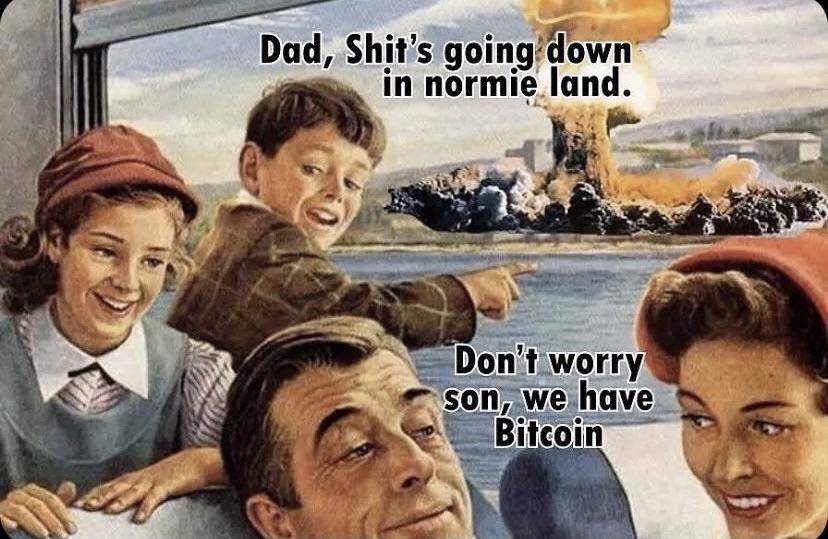 Dad, Shit's going down
in normie land.
Don't worry
son, we have
Bitcoin